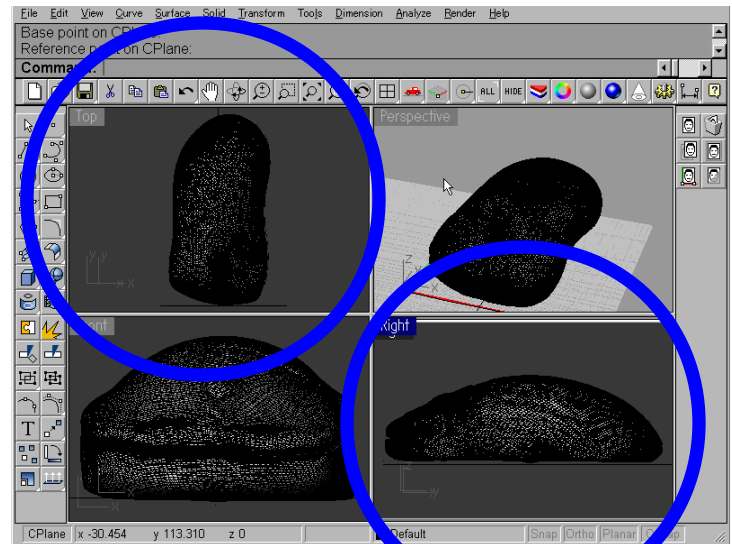 File Edit View Curve Surface Solid Transform Tools Dimension Analyze Render Help
Base point on CPlane:
Reference point on CPlane:
Command:
ALL HIDE
Top
Perspective
y
x
z
x
Front
Right
T
x
z
y
CPlane x -30.454 y 113.310 z 0 Default Snap Ortho Planar